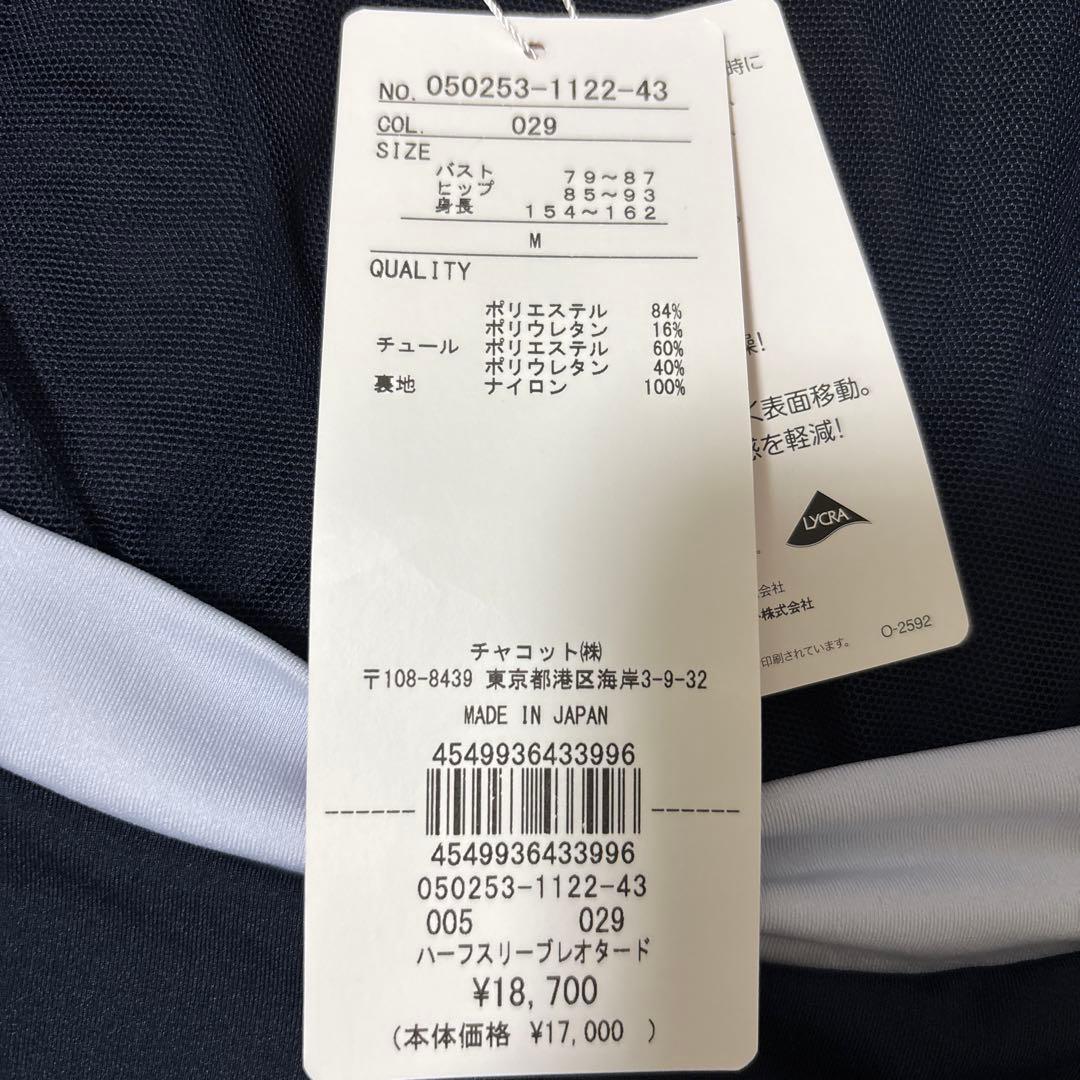 NO. 050253-1122-43
COL. 029
SIZE
バスト 79～87
ヒップ 85～93
身長 154～162
M
QUALITY
ポリエステル 84%
ポリウレタン 16%
チュール ポリエステル 60%
ポリウレタン 40%
裏地 ナイロン 100%
チャコット㈱
〒108-8439 東京都港区海岸3-9-32
MADE IN JAPAN
4549936433996
4549936433996
050253-1122-43
005 029
ハーフスリーブレオタード
¥18,700
(本体価格 ¥17,000 )
時に
燥!
く表面移動。
感を軽減!
LYCRA
会社
ト株式会社
印刷されています。
O-2592